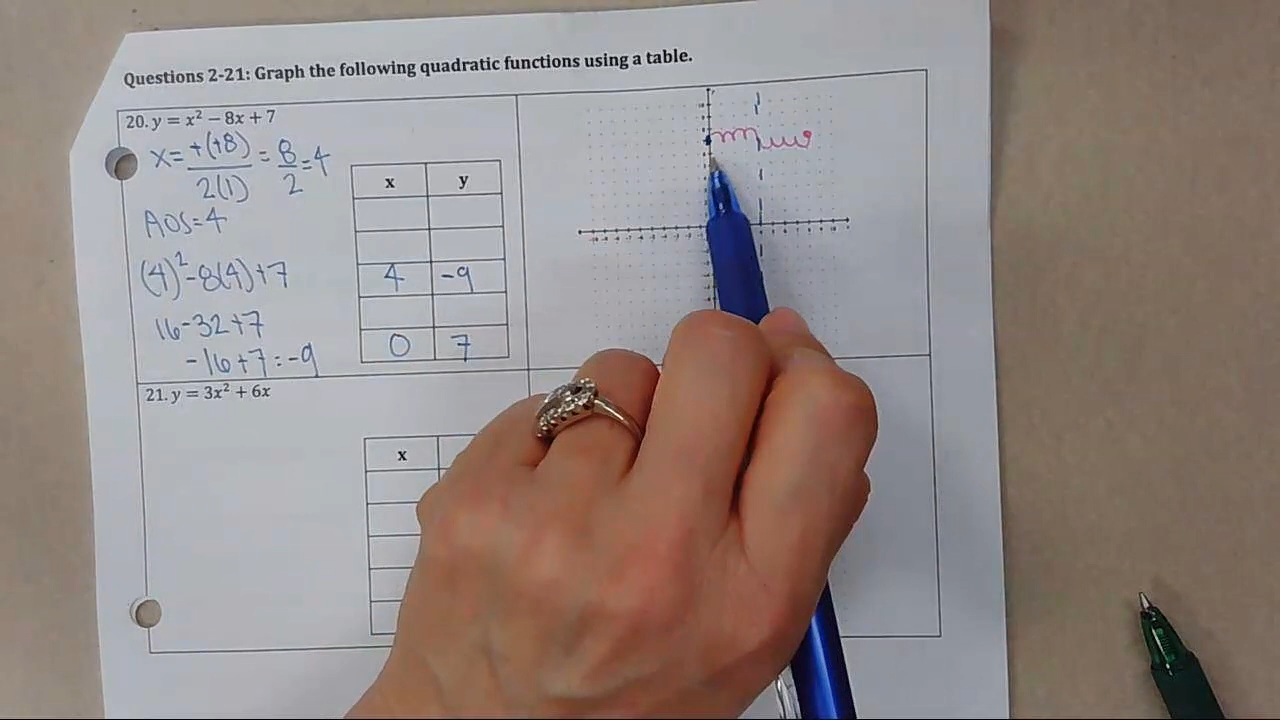 Questions 2-21: Graph the following quadratic functions using a table.
20. y = x² − 8x + 7
x = +(+8) / 2(1) = 8/2 = 4
AOS = 4
(4)² - 8(4) + 7
16 - 32 + 7
- 16 + 7 = -9
x y
4 -9
0 7
21. y = 3x² + 6x
x